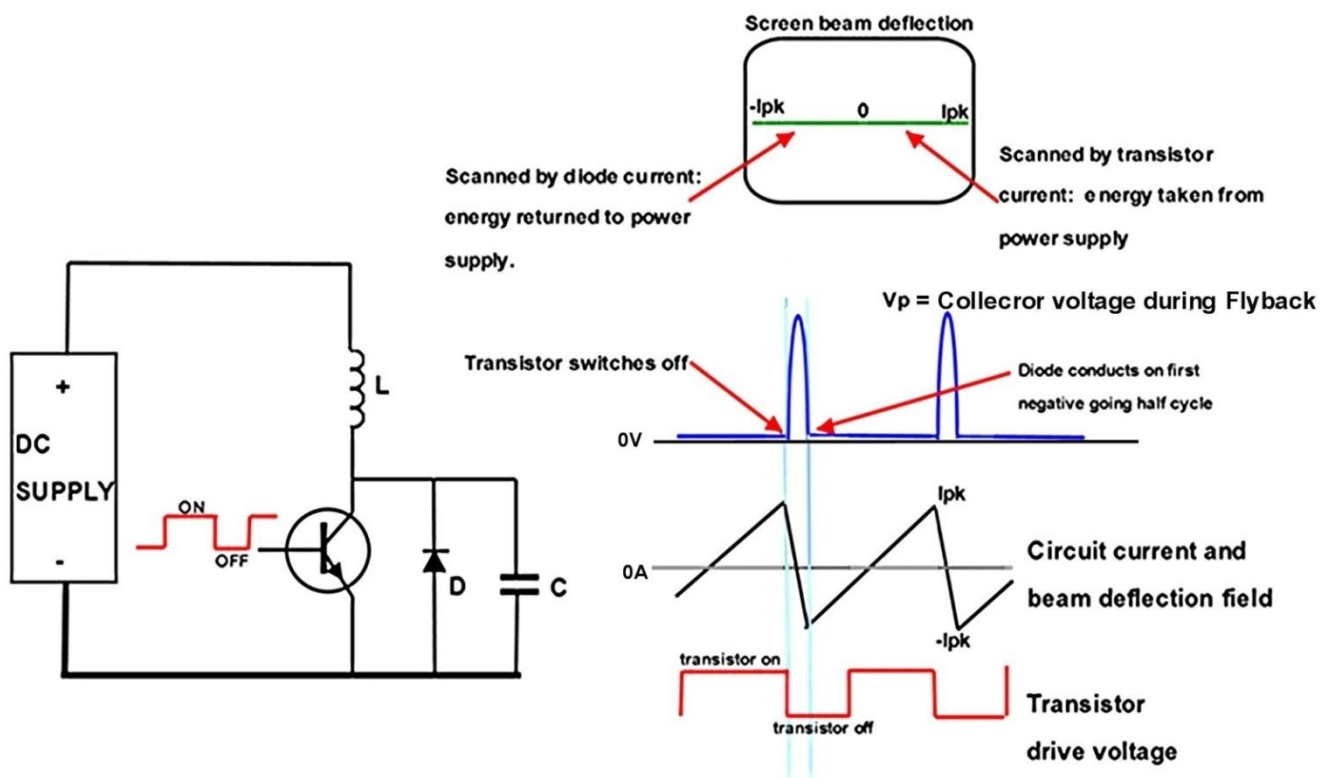 Screen beam deflection
-Ipk 0 Ipk
Scanned by diode current:
energy returned to power
supply.
Scanned by transistor
current: energy taken from
power supply
Vp = Collecror voltage during Flyback
Transistor switches off
Diode conducts on first
negative going half cycle
0V
+
DC
SUPPLY
-
L
ON
OFF
D
C
Ipk
0A
-Ipk
Circuit current and
beam deflection field
transistor on
transistor off
Transistor
drive voltage